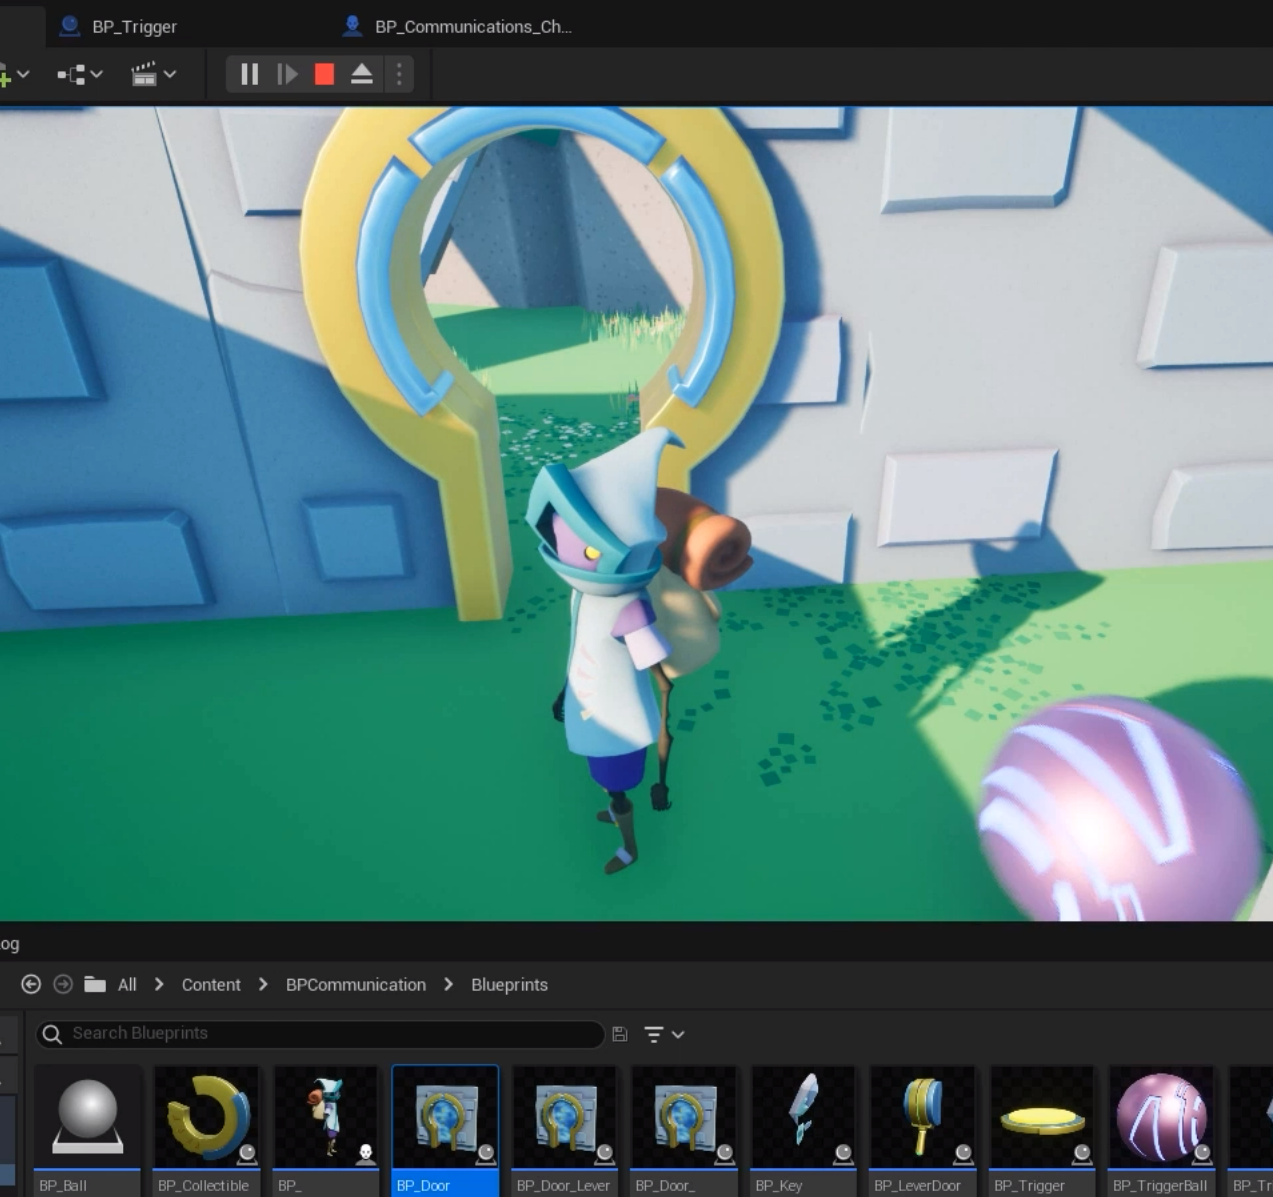 BP_Trigger
BP_Communications_Ch...
og
All > Content > BPCommunication > Blueprints
Search Blueprints
BP_Ball
BP_Collectible
BP_
BP_Door
BP_Door_Lever
BP_Door_
BP_Key
BP_LeverDoor
BP_Trigger
BP_TriggerBall
BP_Tr